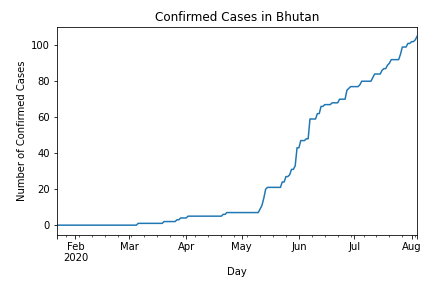 Confirmed Cases in Bhutan
Number of Confirmed Cases
100
80
60
40
20
0
Feb
2020
Mar
Apr
May
Jun
Jul
Aug
Day